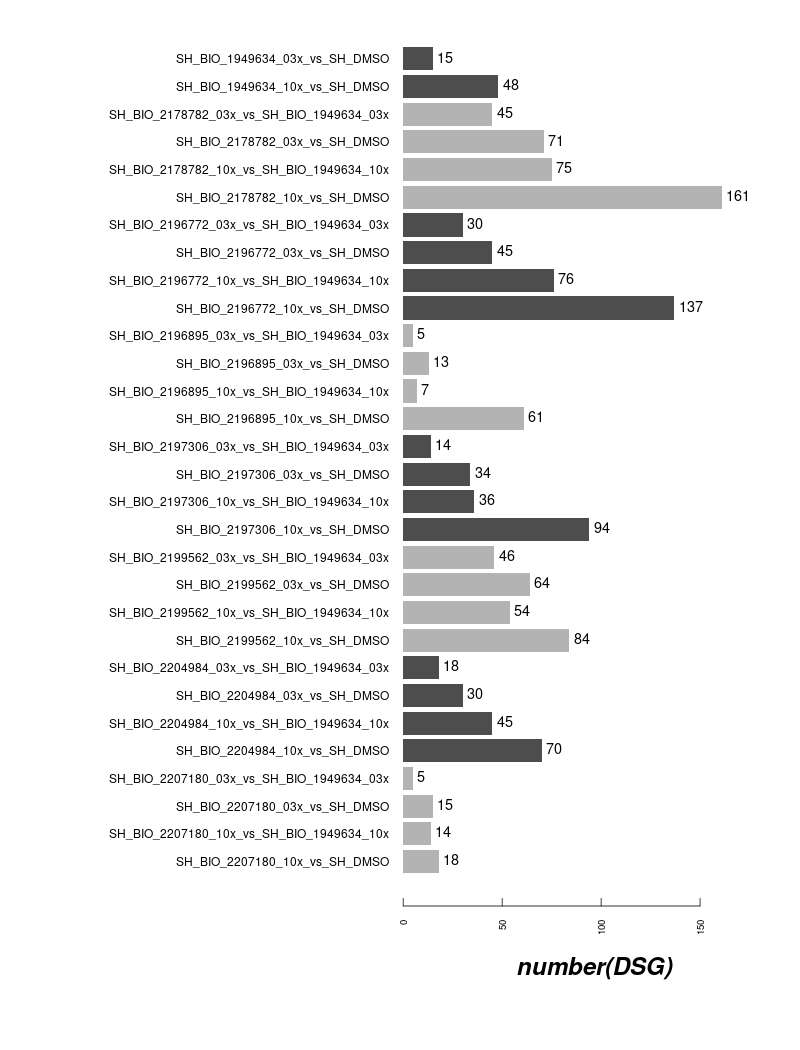 SH_BIO_1949634_03x_vs_SH_DMSO 15
SH_BIO_1949634_10x_vs_SH_DMSO 48
SH_BIO_2178782_03x_vs_SH_BIO_1949634_03x 45
SH_BIO_2178782_03x_vs_SH_DMSO 71
SH_BIO_2178782_10x_vs_SH_BIO_1949634_10x 75
SH_BIO_2178782_10x_vs_SH_DMSO 161
SH_BIO_2196772_03x_vs_SH_BIO_1949634_03x 30
SH_BIO_2196772_03x_vs_SH_DMSO 45
SH_BIO_2196772_10x_vs_SH_BIO_1949634_10x 76
SH_BIO_2196772_10x_vs_SH_DMSO 137
SH_BIO_2196895_03x_vs_SH_BIO_1949634_03x 5
SH_BIO_2196895_03x_vs_SH_DMSO 13
SH_BIO_2196895_10x_vs_SH_BIO_1949634_10x 7
SH_BIO_2196895_10x_vs_SH_DMSO 61
SH_BIO_2197306_03x_vs_SH_BIO_1949634_03x 14
SH_BIO_2197306_03x_vs_SH_DMSO 34
SH_BIO_2197306_10x_vs_SH_BIO_1949634_10x 36
SH_BIO_2197306_10x_vs_SH_DMSO 94
SH_BIO_2199562_03x_vs_SH_BIO_1949634_03x 46
SH_BIO_2199562_03x_vs_SH_DMSO 64
SH_BIO_2199562_10x_vs_SH_BIO_1949634_10x 54
SH_BIO_2199562_10x_vs_SH_DMSO 84
SH_BIO_2204984_03x_vs_SH_BIO_1949634_03x 18
SH_BIO_2204984_03x_vs_SH_DMSO 30
SH_BIO_2204984_10x_vs_SH_BIO_1949634_10x 45
SH_BIO_2204984_10x_vs_SH_DMSO 70
SH_BIO_2207180_03x_vs_SH_BIO_1949634_03x 5
SH_BIO_2207180_03x_vs_SH_DMSO 15
SH_BIO_2207180_10x_vs_SH_BIO_1949634_10x 14
SH_BIO_2207180_10x_vs_SH_DMSO 18
0 50 100 150
number(DSG)